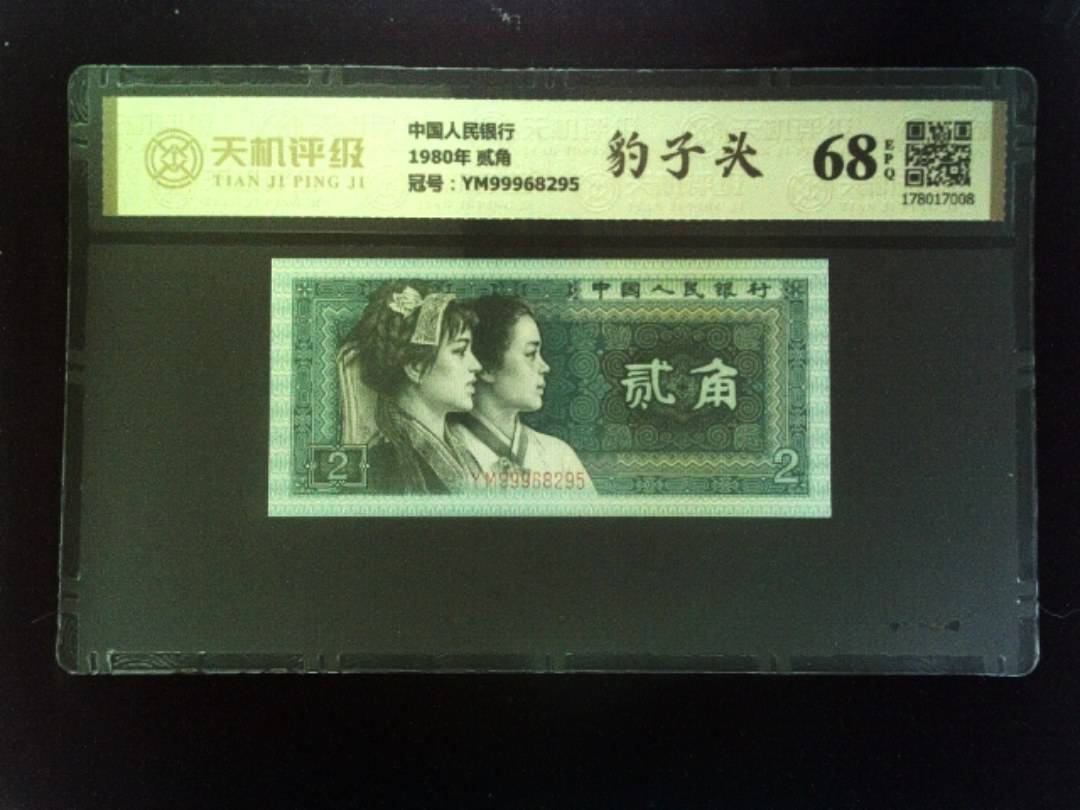 天机评级
TIAN JI PING JI
中国人民银行
1980年 贰角
冠号：YM99968295
豹子头
68
EPQ
178017008
中国人民银行
贰角
2
YM99968295
2